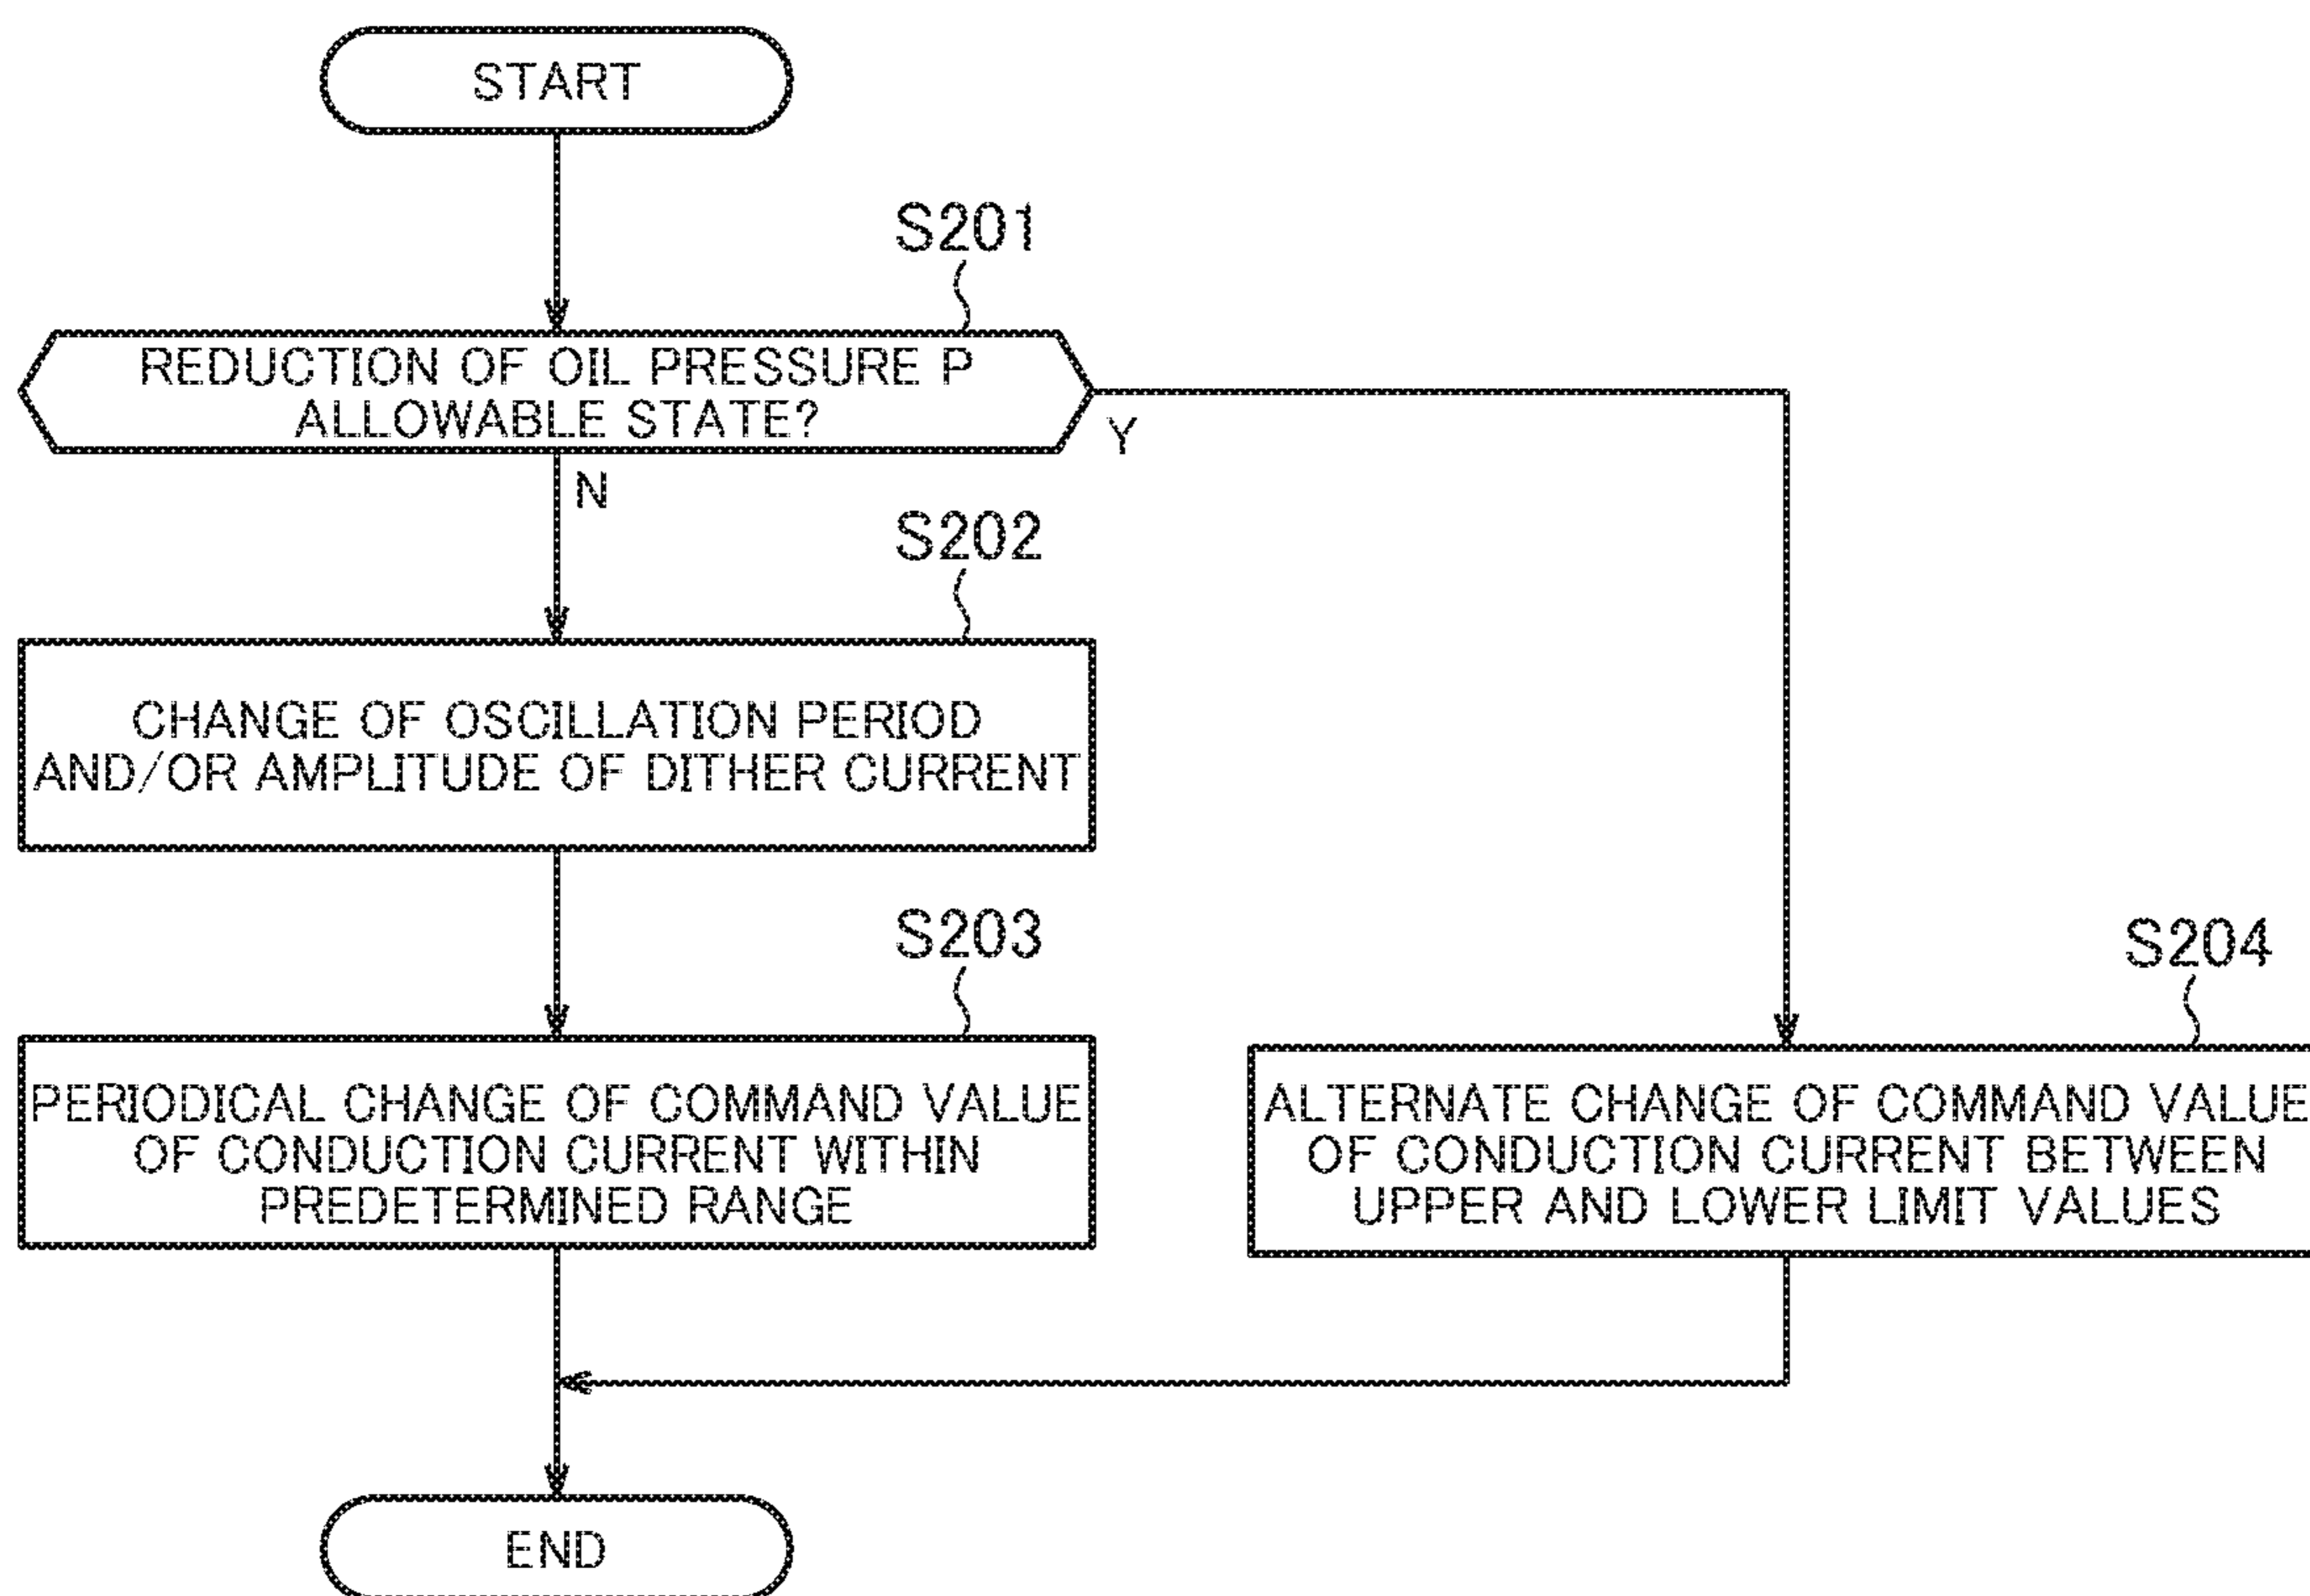 START
S201
REDUCTION OF OIL PRESSURE P
ALLOWABLE STATE?
Y
N
S202
CHANGE OF OSCILLATION PERIOD
AND/OR AMPLITUDE OF DITHER CURRENT
S203
PERIODICAL CHANGE OF COMMAND VALUE
OF CONDUCTION CURRENT WITHIN
PREDETERMINED RANGE
S204
ALTERNATE CHANGE OF COMMAND VALUE
OF CONDUCTION CURRENT BETWEEN
UPPER AND LOWER LIMIT VALUES
END